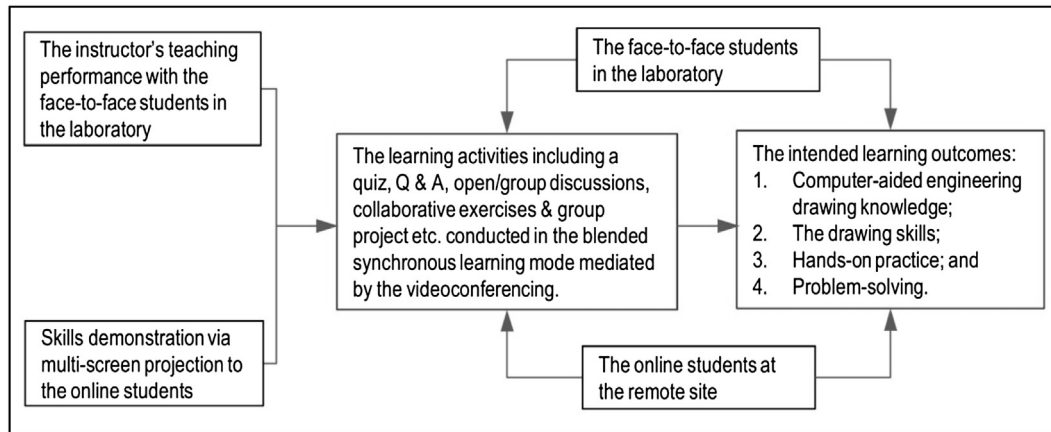 The instructor's teaching
performance with the
face-to-face students in
the laboratory
Skills demonstration via
multi-screen projection to
the online students
The face-to-face students
in the laboratory
The learning activities including a
quiz, Q & A, open/group discussions,
collaborative exercises & group
project etc. conducted in the blended
synchronous learning mode mediated
by the videoconferencing.
The online students at
the remote site
The intended learning outcomes:
1. Computer-aided engineering
drawing knowledge;
2. The drawing skills;
3. Hands-on practice; and
4. Problem-solving.